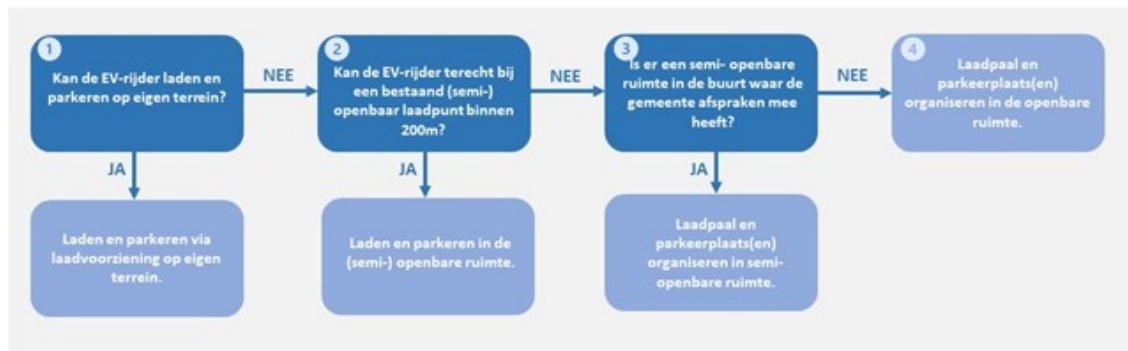 1
Kan de EV-rijder laden en
parkeren op eigen terrein?
NEE
2
Kan de EV-rijder terecht bij
een bestaand (semi-)
openbaar laadpunt binnen
200m?
NEE
3
Is er een semi- openbare
ruimte in de buurt waar de
gemeente afspraken mee
heeft?
NEE
4
Laadpaal en
parkeerplaats(en)
organiseren in de openbare
ruimte.
JA
JA
JA
Laden en parkeren via
laadvoorziening op eigen
terrein.
Laden en parkeren in de
(semi-) openbare ruimte.
Laadpaal en
parkeerplaats(en)
organiseren in semi-
openbare ruimte.